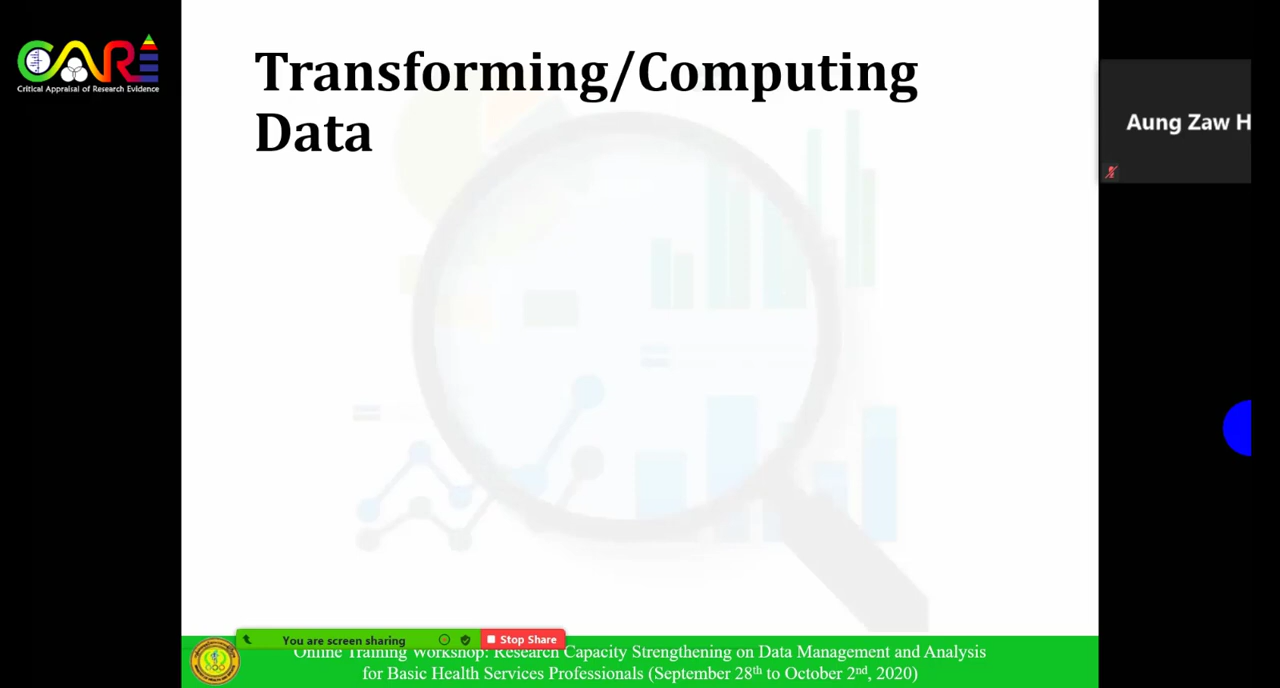 CARE
Critical Appraisal of Research Evidence
Transforming/Computing
Data
Aung Zaw H
You are screen sharing
Stop Share
Online Training Workshop: Research Capacity Strengthening on Data Management and Analysis
for Basic Health Services Professionals (September 28th to October 2nd, 2020)